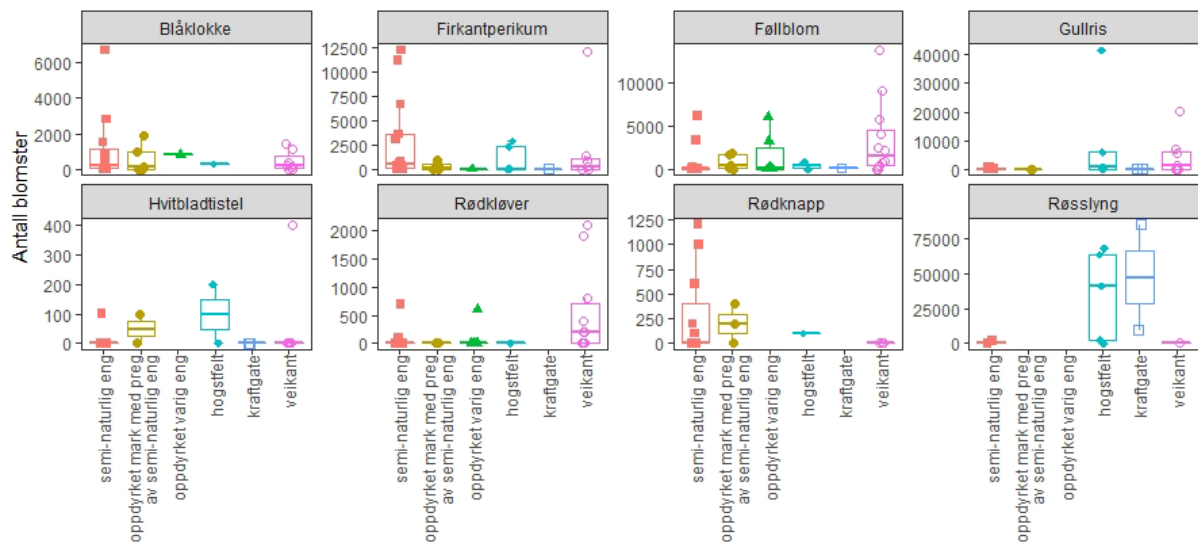 Antall blomster
Blåklokke
Firkantperikum
Føllblom
Gullris
6000
4000
2000
0
12500
10000
7500
5000
2500
0
10000
5000
0
40000
30000
20000
10000
0
Hvitbladtistel
Rødkløver
Rødknapp
Røsslyng
400
300
200
100
0
2000
1500
1000
500
0
1250
1000
750
500
250
0
75000
50000
25000
0
semi-naturlig eng
oppdyrket mark med preg
av semi-naturlig eng
oppdyrket varig eng
hogstfelt
kraftgate
veikant
semi-naturlig eng
oppdyrket mark med preg
av semi-naturlig eng
oppdyrket varig eng
hogstfelt
kraftgate
veikant
semi-naturlig eng
oppdyrket mark med preg
av semi-naturlig eng
oppdyrket varig eng
hogstfelt
kraftgate
veikant
semi-naturlig eng
oppdyrket mark med preg
av semi-naturlig eng
oppdyrket varig eng
hogstfelt
kraftgate
veikant